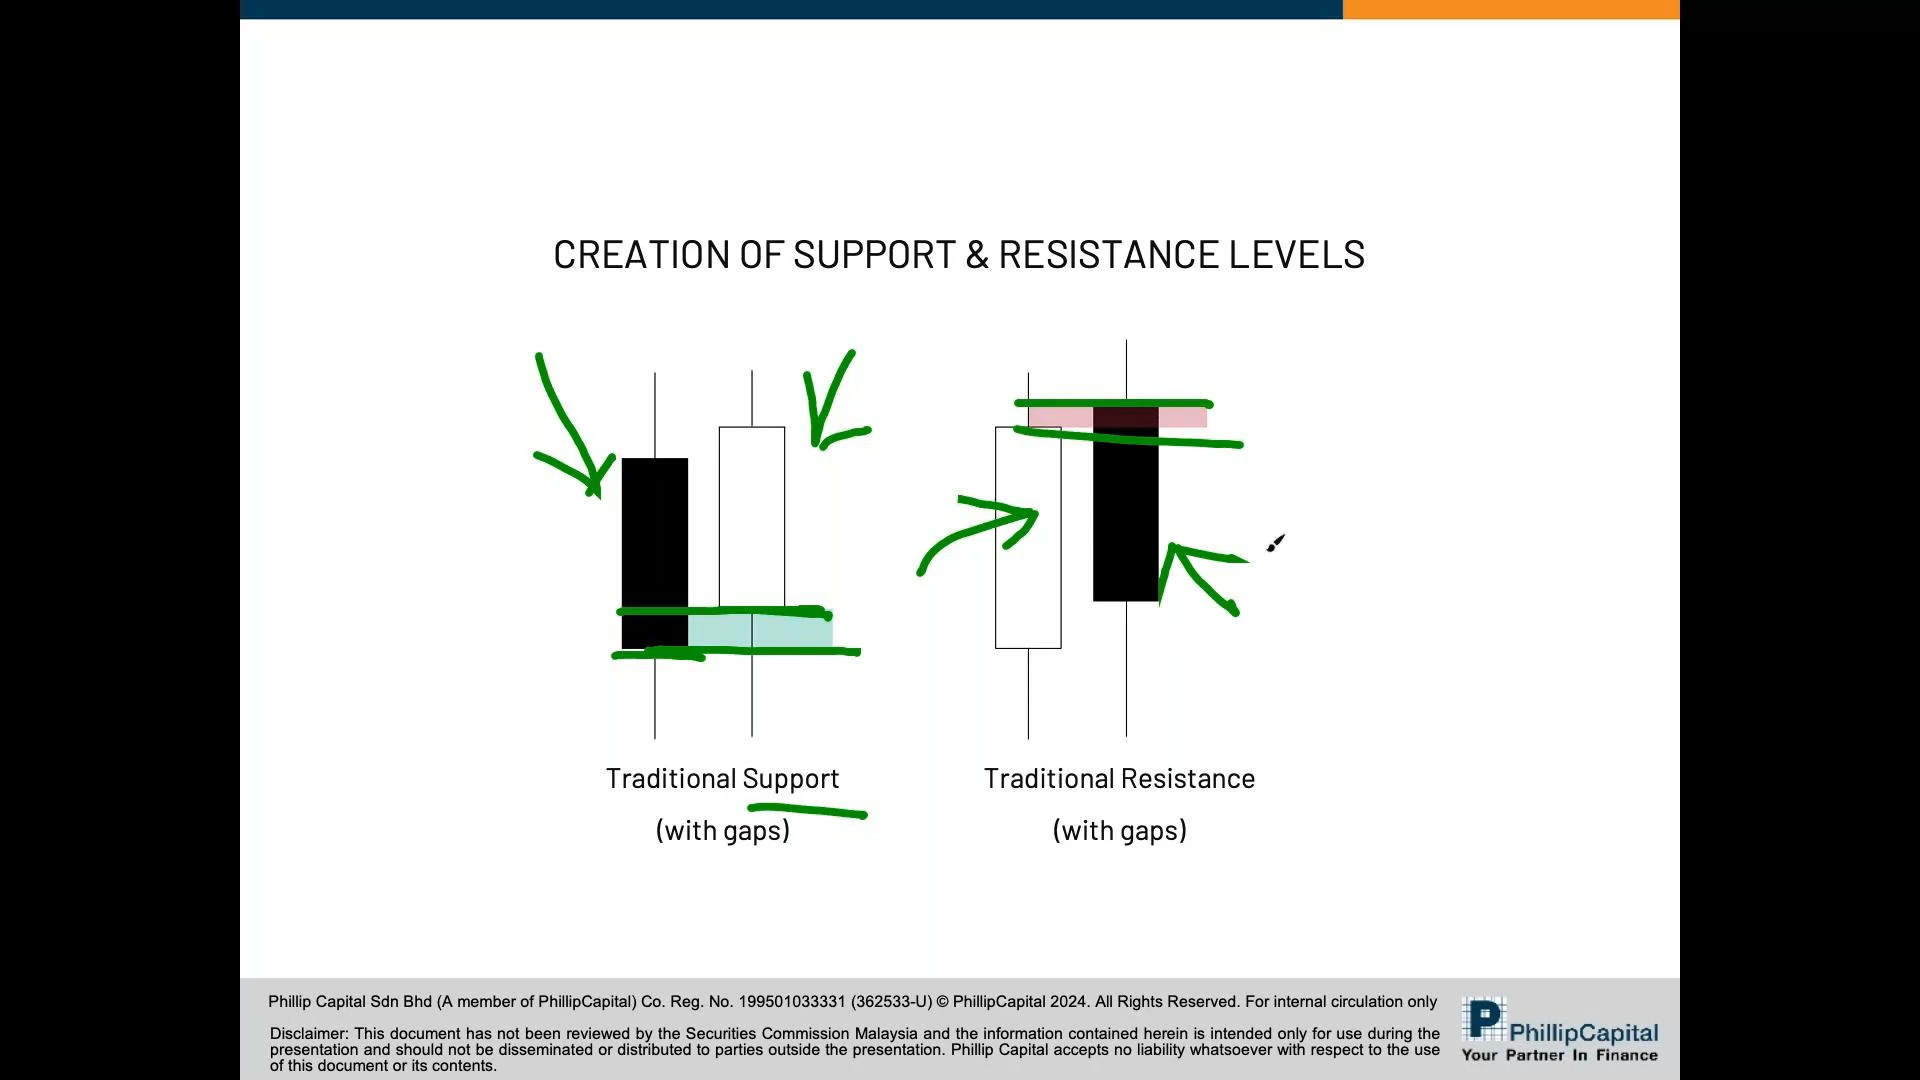 CREATION OF SUPPORT & RESISTANCE LEVELS
Traditional Support
(with gaps)
Traditional Resistance
(with gaps)
Phillip Capital Sdn Bhd (A member of PhillipCapital) Co. Reg. No. 199501033331 (362533-U) © PhillipCapital 2024. All Rights Reserved. For internal circulation only
Disclaimer: This document has not been reviewed by the Securities Commission Malaysia and the information contained herein is intended only for use during the
presentation and should not be disseminated or distributed to parties outside the presentation. Phillip Capital accepts no liability whatsoever with respect to the use
of this document or its contents.
P
PhillipCapital
Your Partner In Finance